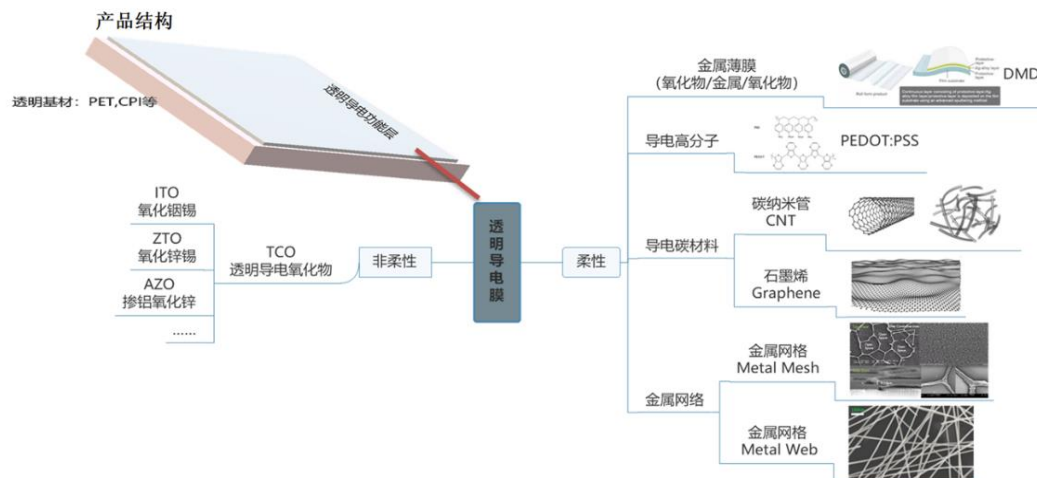 产品结构
透明基材：PET,CPI等
透明导电功能层
ITO
氧化铟锡
ZTO
氧化锌锡
AZO
掺铝氧化锌
……
TCO
透明导电氧化物
非柔性
透明导电膜
柔性
金属薄膜
(氧化物/金属/氧化物)
DMD
导电高分子
PEDOT:PSS
导电碳材料
碳纳米管
CNT
石墨烯
Graphene
金属网络
金属网格
Metal Mesh
金属网格
Metal Web